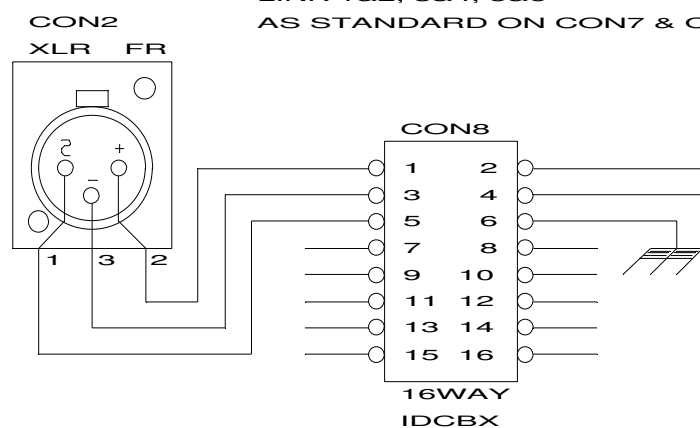 AS STANDARD ON CON7 &
CON2
XLR FR
+
−
1 3 2
CON8
1 2
3 4
5 6
7 8
9 10
11 12
13 14
15 16
16WAY
IDCBX